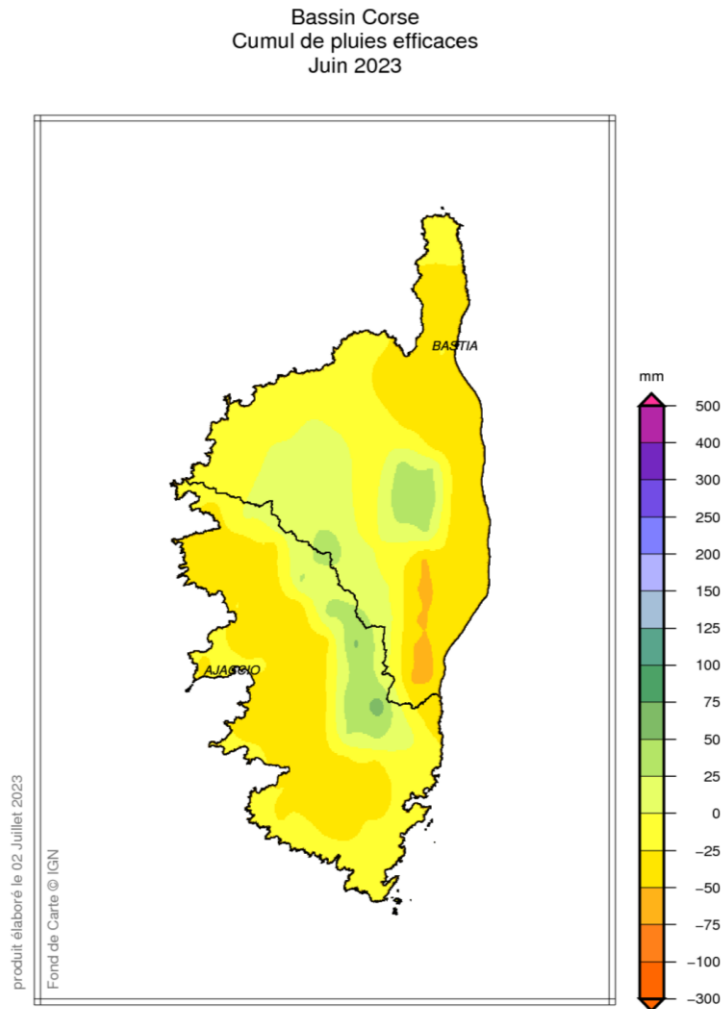 Bassin Corse
Cumul de pluies efficaces
Juin 2023
BASTIA
AJACCIO
mm
500
400
300
250
200
150
125
100
75
50
25
0
−25
−50
−75
−100
−300
produit élaboré le 02 Juillet 2023
Fond de Carte © IGN